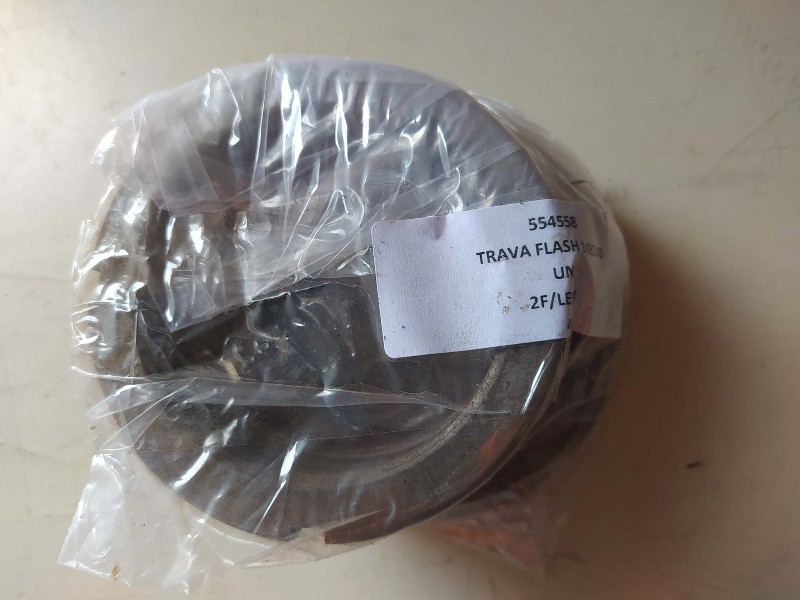 554558
TRAVA FLASH
UN
2F/LE